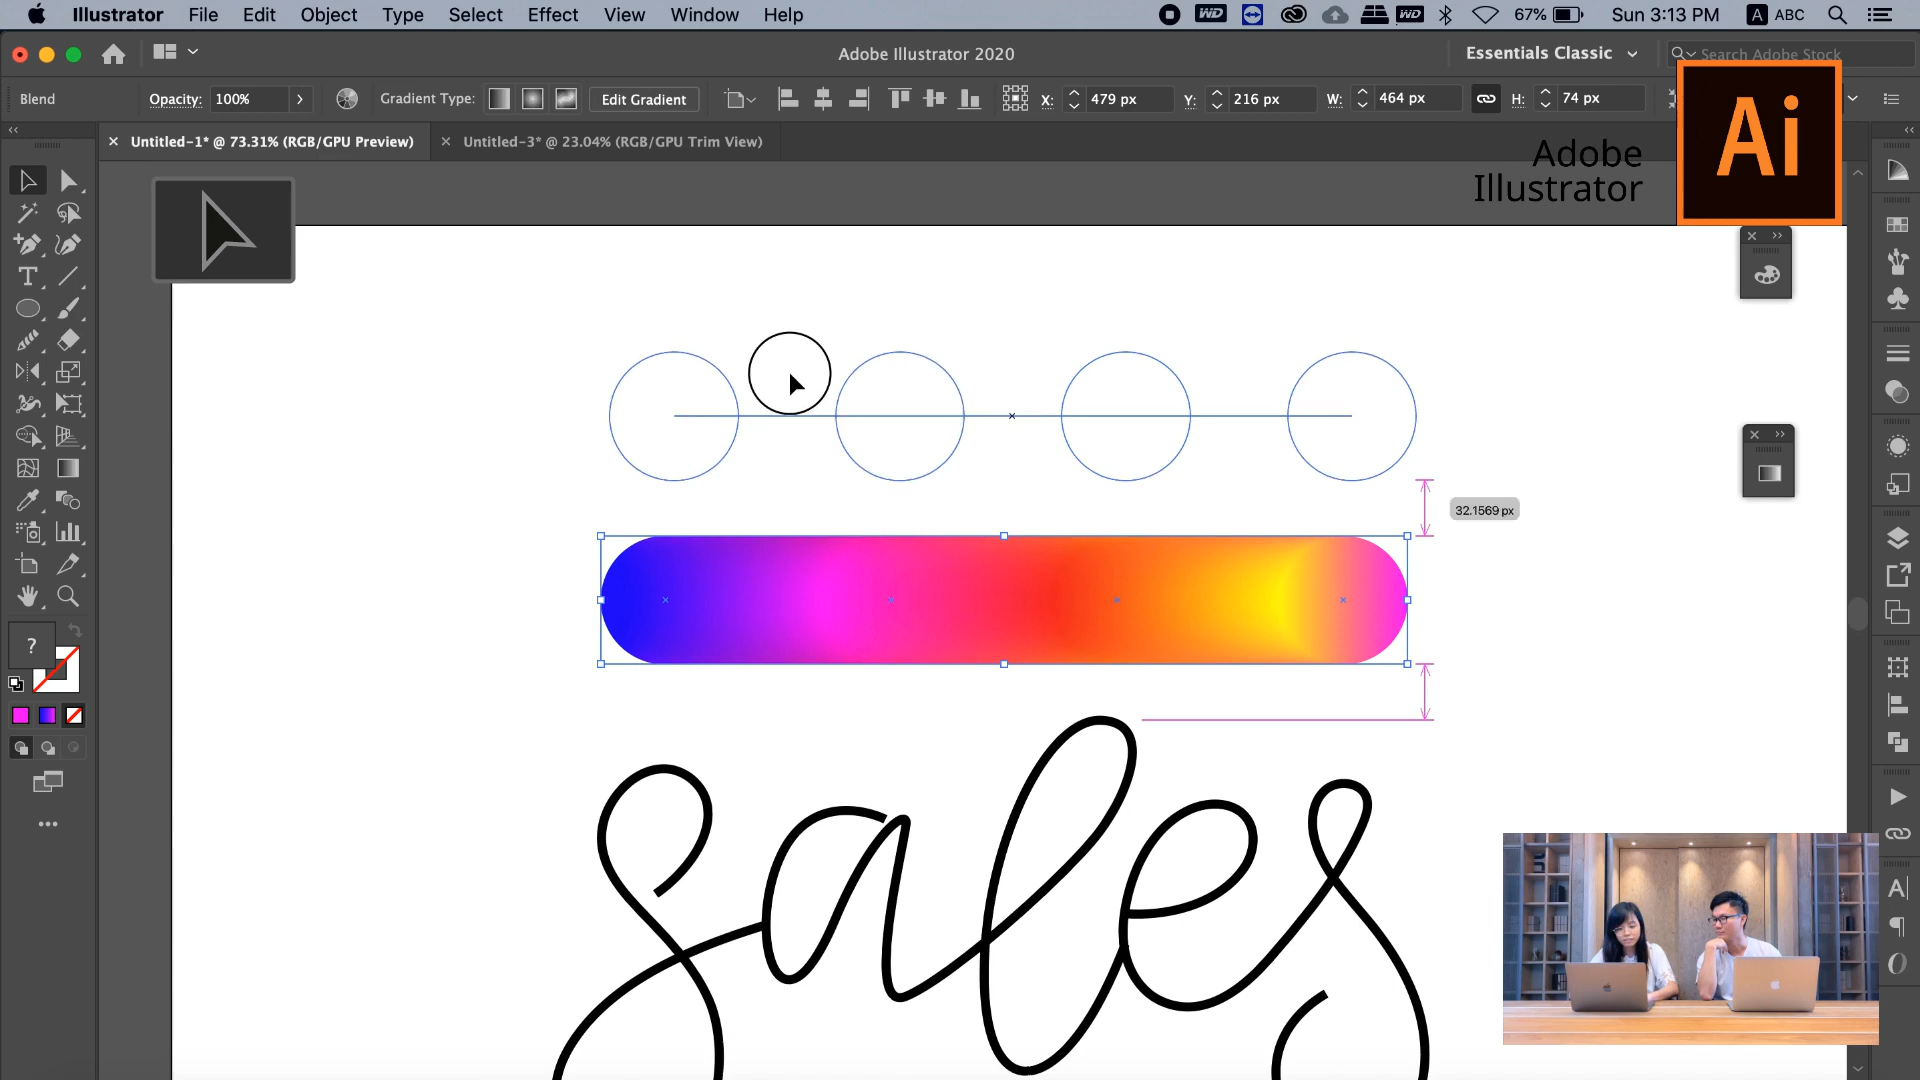 Illustrator File Edit Object Type Select Effect View Window Help
WD WD 67% Sun 3:13 PM A ABC
Adobe Illustrator 2020
Essentials Classic
Search Adobe Stock
Blend Opacity: 100% Gradient Type: Edit Gradient X: 479 px Y: 216 px W: 464 px H: 74 px
Untitled-1* @ 73.31% (RGB/GPU Preview)
Untitled-3* @ 23.04% (RGB/GPU Trim View)
Adobe
Illustrator
Ai
32.1569 px
?
sales